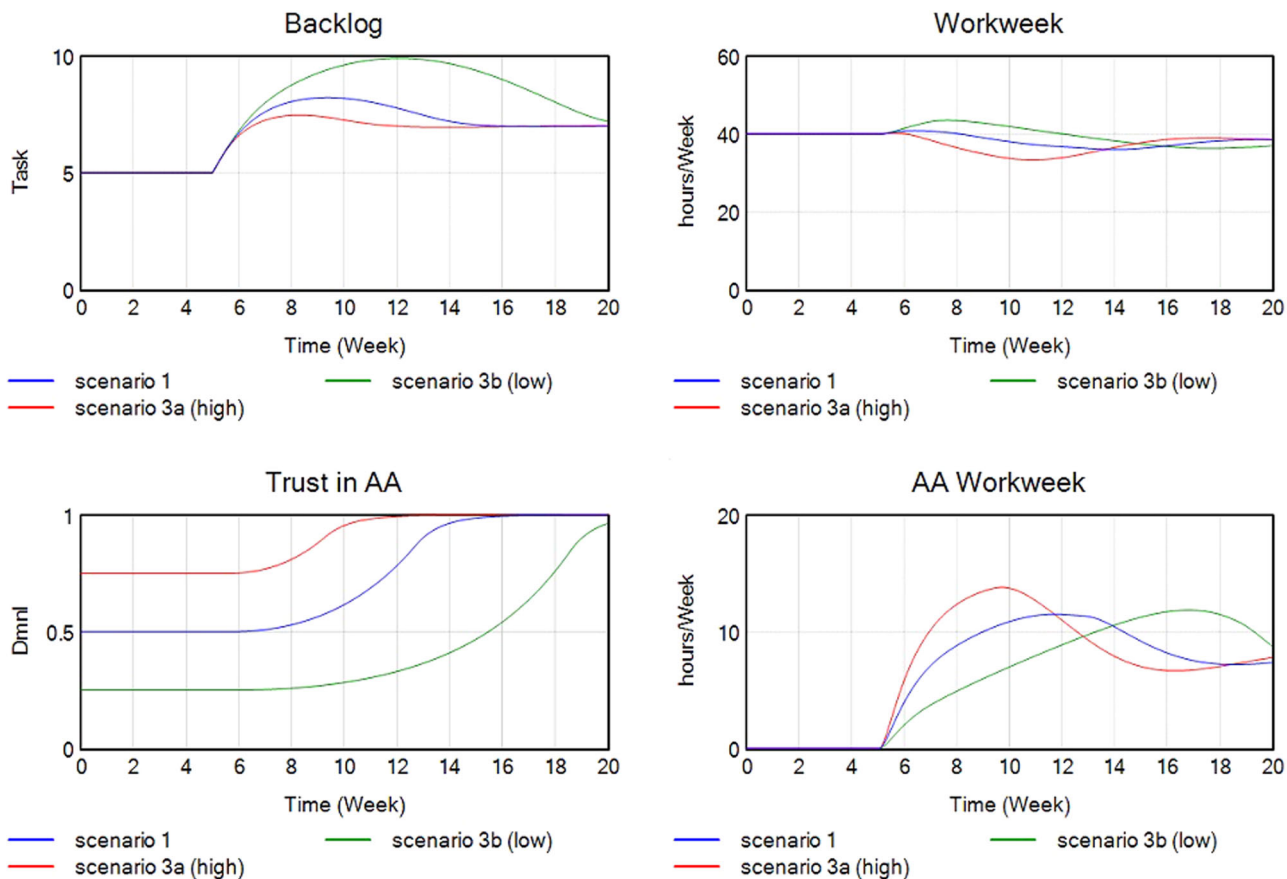 Backlog
10
5
0
Task
0 2 4 6 8 10 12 14 16 18 20
Time (Week)
scenario 1 scenario 3b (low)
scenario 3a (high)
Workweek
60
40
20
0
hours/Week
0 2 4 6 8 10 12 14 16 18 20
Time (Week)
scenario 1 scenario 3b (low)
scenario 3a (high)
Trust in AA
1
0.5
0
Dmnl
0 2 4 6 8 10 12 14 16 18 20
Time (Week)
scenario 1 scenario 3b (low)
scenario 3a (high)
AA Workweek
20
10
0
hours/Week
0 2 4 6 8 10 12 14 16 18 20
Time (Week)
scenario 1 scenario 3b (low)
scenario 3a (high)